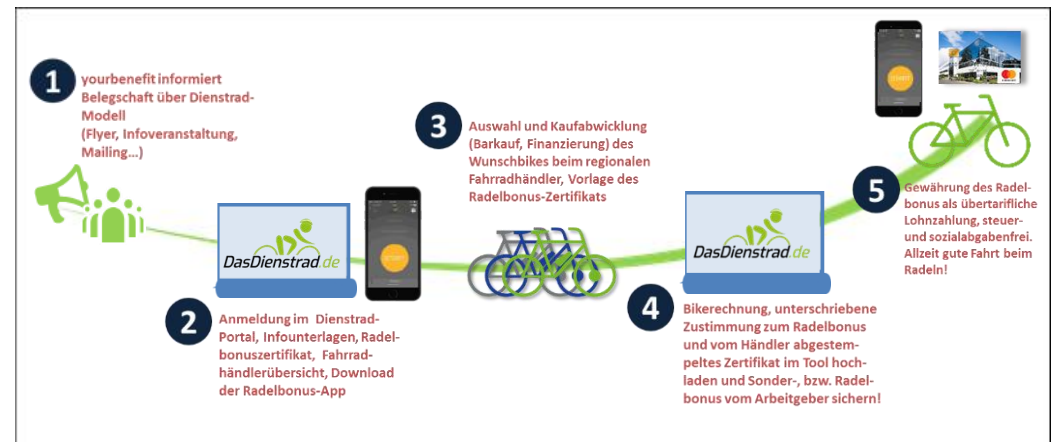 1
yourbenefit informiert
Belegschaft über Dienstrad-
Modell
(Flyer, Infoveranstaltung,
Mailing...)
DasDienstrad.de
2
Anmeldung im Dienstrad-
Portal, Infounterlagen, Radel-
bonuszertifikat, Fahrrad-
händlerübersicht, Download
der Radelbonus-App
3
Auswahl und Kaufabwicklung
(Barkauf, Finanzierung) des
Wunschbikes beim regionalen
Fahrradhändler, Vorlage des
Radelbonus-Zertifikats
DasDienstrad.de
4
Bikerechnung, unterschriebene
Zustimmung zum Radelbonus
und vom Händler abgestem-
peltes Zertifikat im Tool hoch-
laden und Sonder-, bzw. Radel-
bonus vom Arbeitgeber sichern!
5
Gewährung des Radel-
bonus als übertarifliche
Lohnzahlung, steuer-
und sozialabgabenfrei.
Allzeit gute Fahrt beim
Radeln!